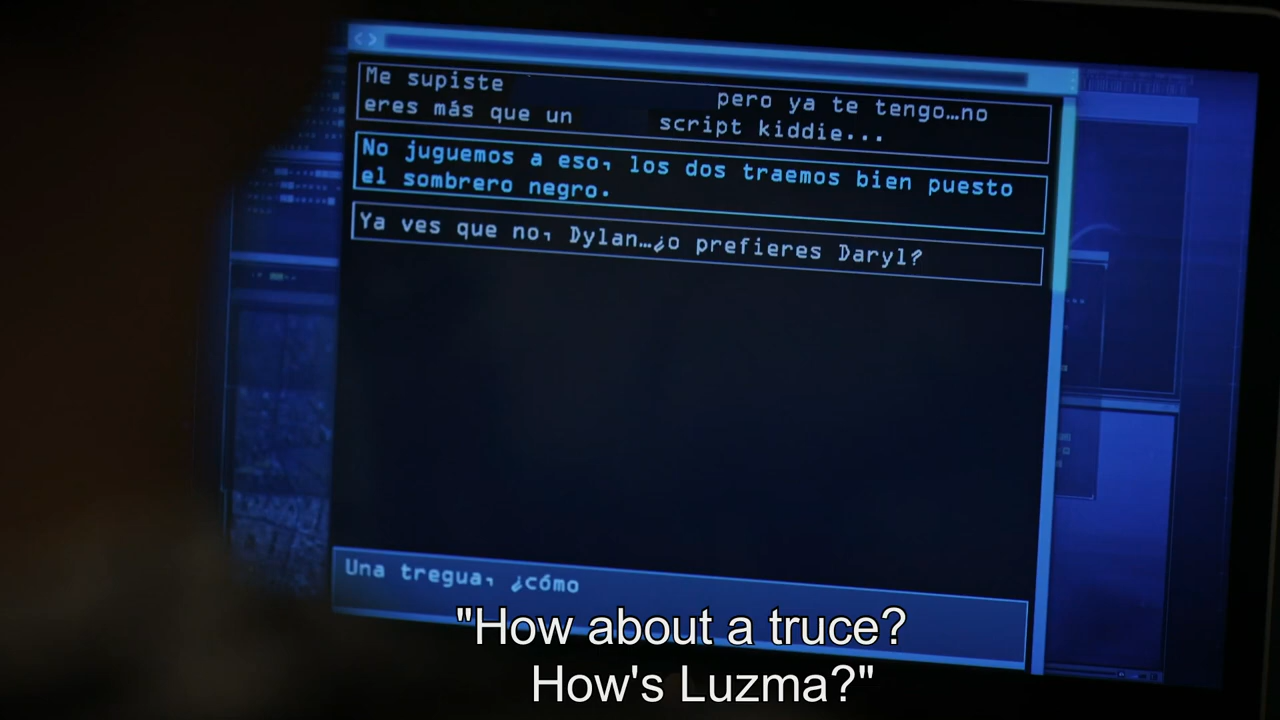 Me supiste pero ya te tengo…no
eres más que un script kiddie...
No juguemos a eso, los dos traemos bien puesto
el sombrero negro.
Ya ves que no, Dylan…¿o prefieres Daryl?
Una tregua, ¿cómo
"How about a truce?
How's Luzma?"